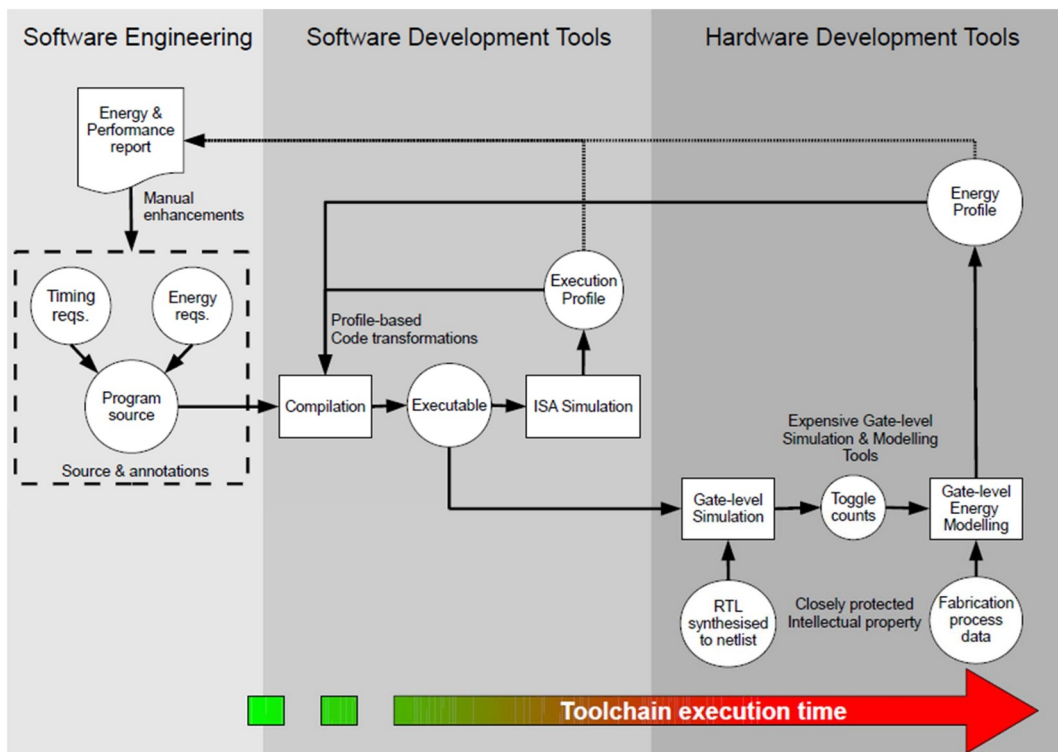 Software Engineering
Software Development Tools
Hardware Development Tools
Energy &
Performance
report
Manual
enhancements
Energy
Profile
Timing
reqs.
Energy
reqs.
Execution
Profile
Profile-based
Code transformations
Program
source
Compilation
Executable
ISA Simulation
Source & annotations
Expensive Gate-level
Simulation & Modelling
Tools
Gate-level
Simulation
Toggle
counts
Gate-level
Energy
Modelling
RTL
synthesised
to netlist
Closely protected
Intellectual property
Fabrication
process
data
Toolchain execution time